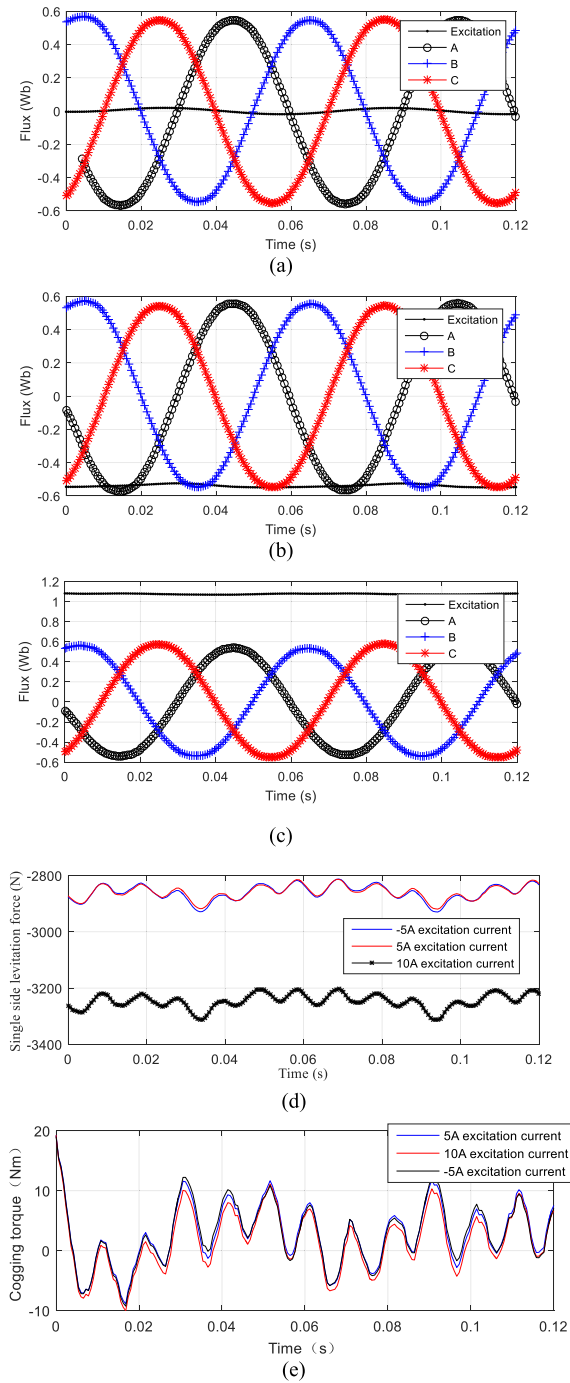 0.6
0.4
0.2
0
-0.2
-0.4
-0.6
Flux (Wb)
Excitation
A
B
C
0 0.02 0.04 0.06 0.08 0.1 0.12
Time (s)
(a)
0.6
0.4
0.2
0
-0.2
-0.4
-0.6
Flux (Wb)
Excitation
A
B
C
0 0.02 0.04 0.06 0.08 0.1 0.12
Time (s)
(b)
1.2
1
0.8
0.6
0.4
0.2
0
-0.2
-0.4
-0.6
Flux (Wb)
Excitation
A
B
C
0 0.02 0.04 0.06 0.08 0.1 0.12
Time (s)
(c)
-2800
-3000
-3200
-3400
Single side levitation force (N)
-5A excitation current
5A excitation current
10A excitation current
0 0.02 0.04 0.06 0.08 0.1 0.12
Time (s)
(d)
20
10
0
-10
Cogging torque（Nm）
5A excitation current
10A excitation current
-5A excitation current
0 0.02 0.04 0.06 0.08 0.1 0.12
Time（s）
(e)